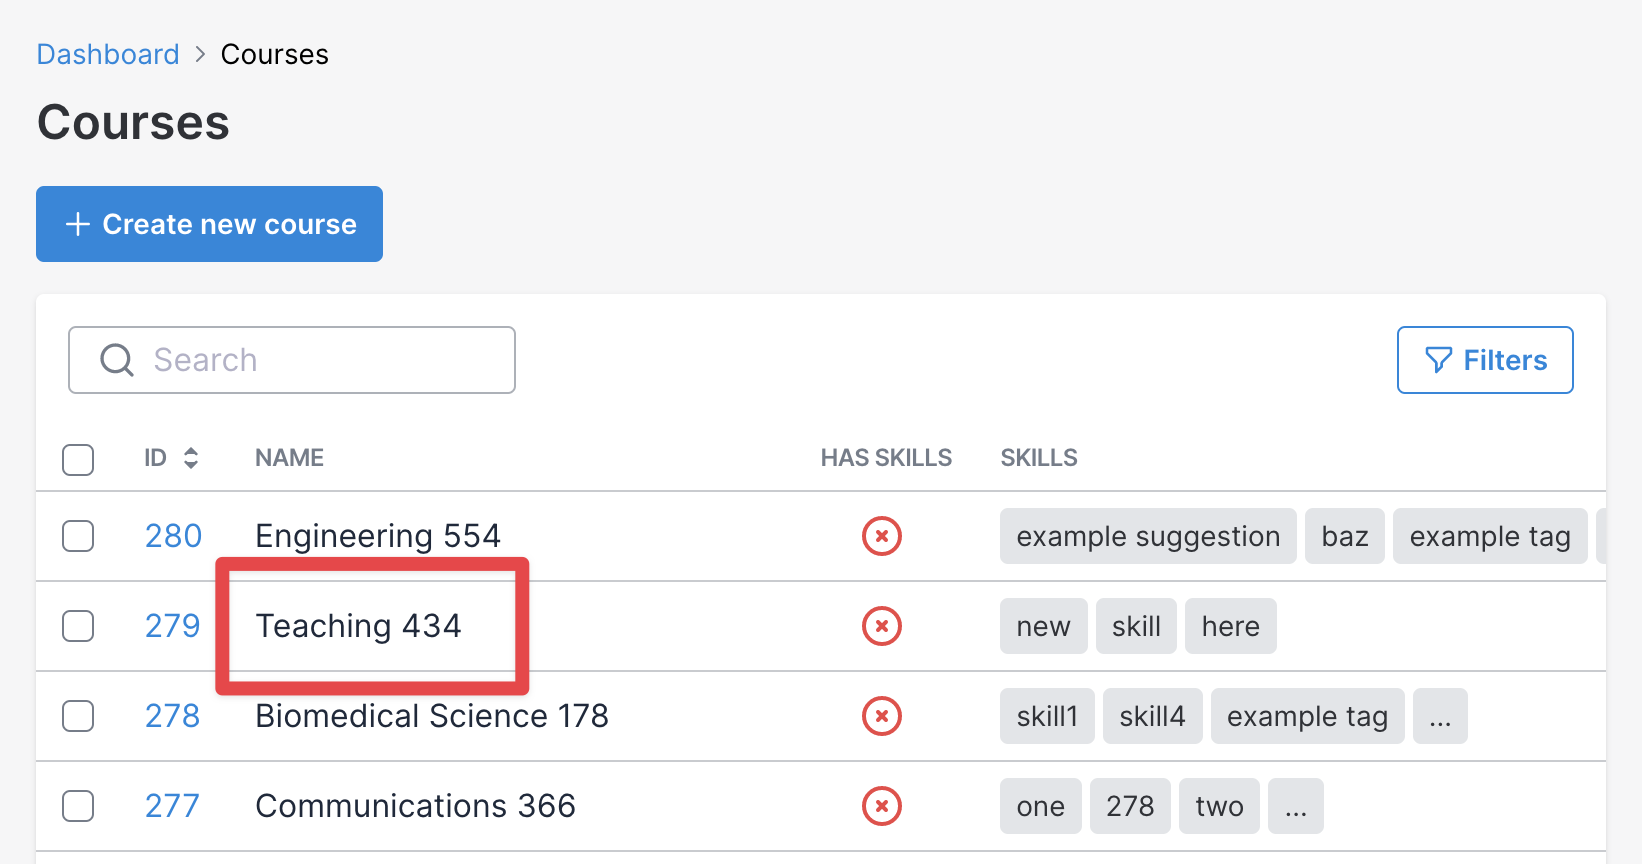 Dashboard > Courses
Courses
+ Create new course
Search
Filters
ID NAME HAS SKILLS SKILLS
280 Engineering 554 example suggestion baz example tag
279 Teaching 434 new skill here
278 Biomedical Science 178 skill1 skill4 example tag ...
277 Communications 366 one 278 two ...